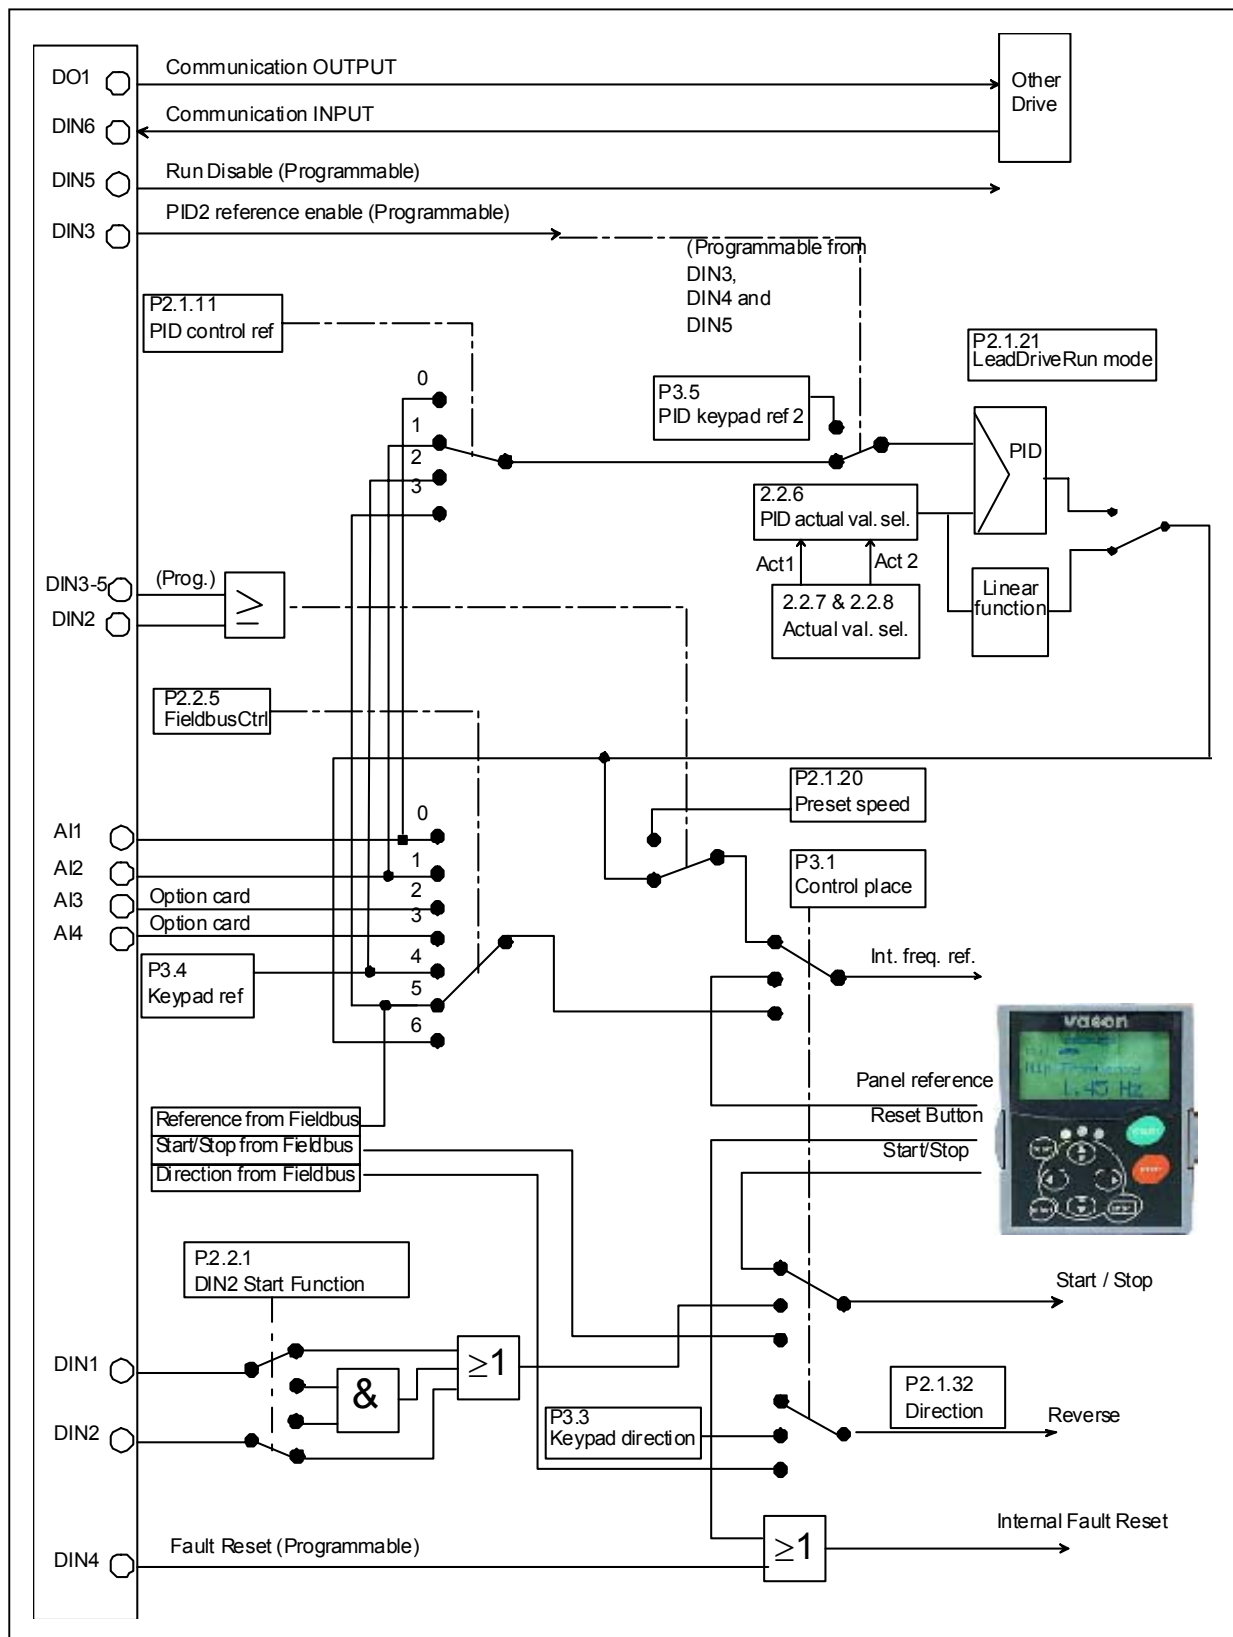 DO1
Communication OUTPUT
Other
Drive
DIN6
Communication INPUT
DIN5
Run Disable (Programmable)
DIN3
PID2 reference enable (Programmable)
(Programmable from
DIN3,
DIN4 and
DIN5
P2.1.11
PID control ref
P2.1.21
LeadDriveRun mode
0
1
2
3
P3.5
PID keypad ref 2
PID
2.2.6
PID actual val. sel.
Act1
Act 2
2.2.7 & 2.2.8
Actual val. sel.
Linear
function
DIN3-5
(Prog.)
DIN2
≥
P2.2.5
FieldbusCtrl
P2.1.20
Preset speed
AI1
0
AI2
1
AI3
Option card
2
AI4
Option card
3
P3.1
Control place
P3.4
Keypad ref
4
5
6
Int. freq. ref.
vacon
1.45 Hz
Panel reference
Reset Button
Start/Stop
Reference from Fieldbus
Start/Stop from Fieldbus
Direction from Fieldbus
P.2.2.1
DIN2 Start Function
Start / Stop
DIN1
&
≥1
DIN2
P3.3
Keypad direction
P2.1.32
Direction
Reverse
DIN4
Fault Reset (Programmable)
≥1
Internal Fault Reset